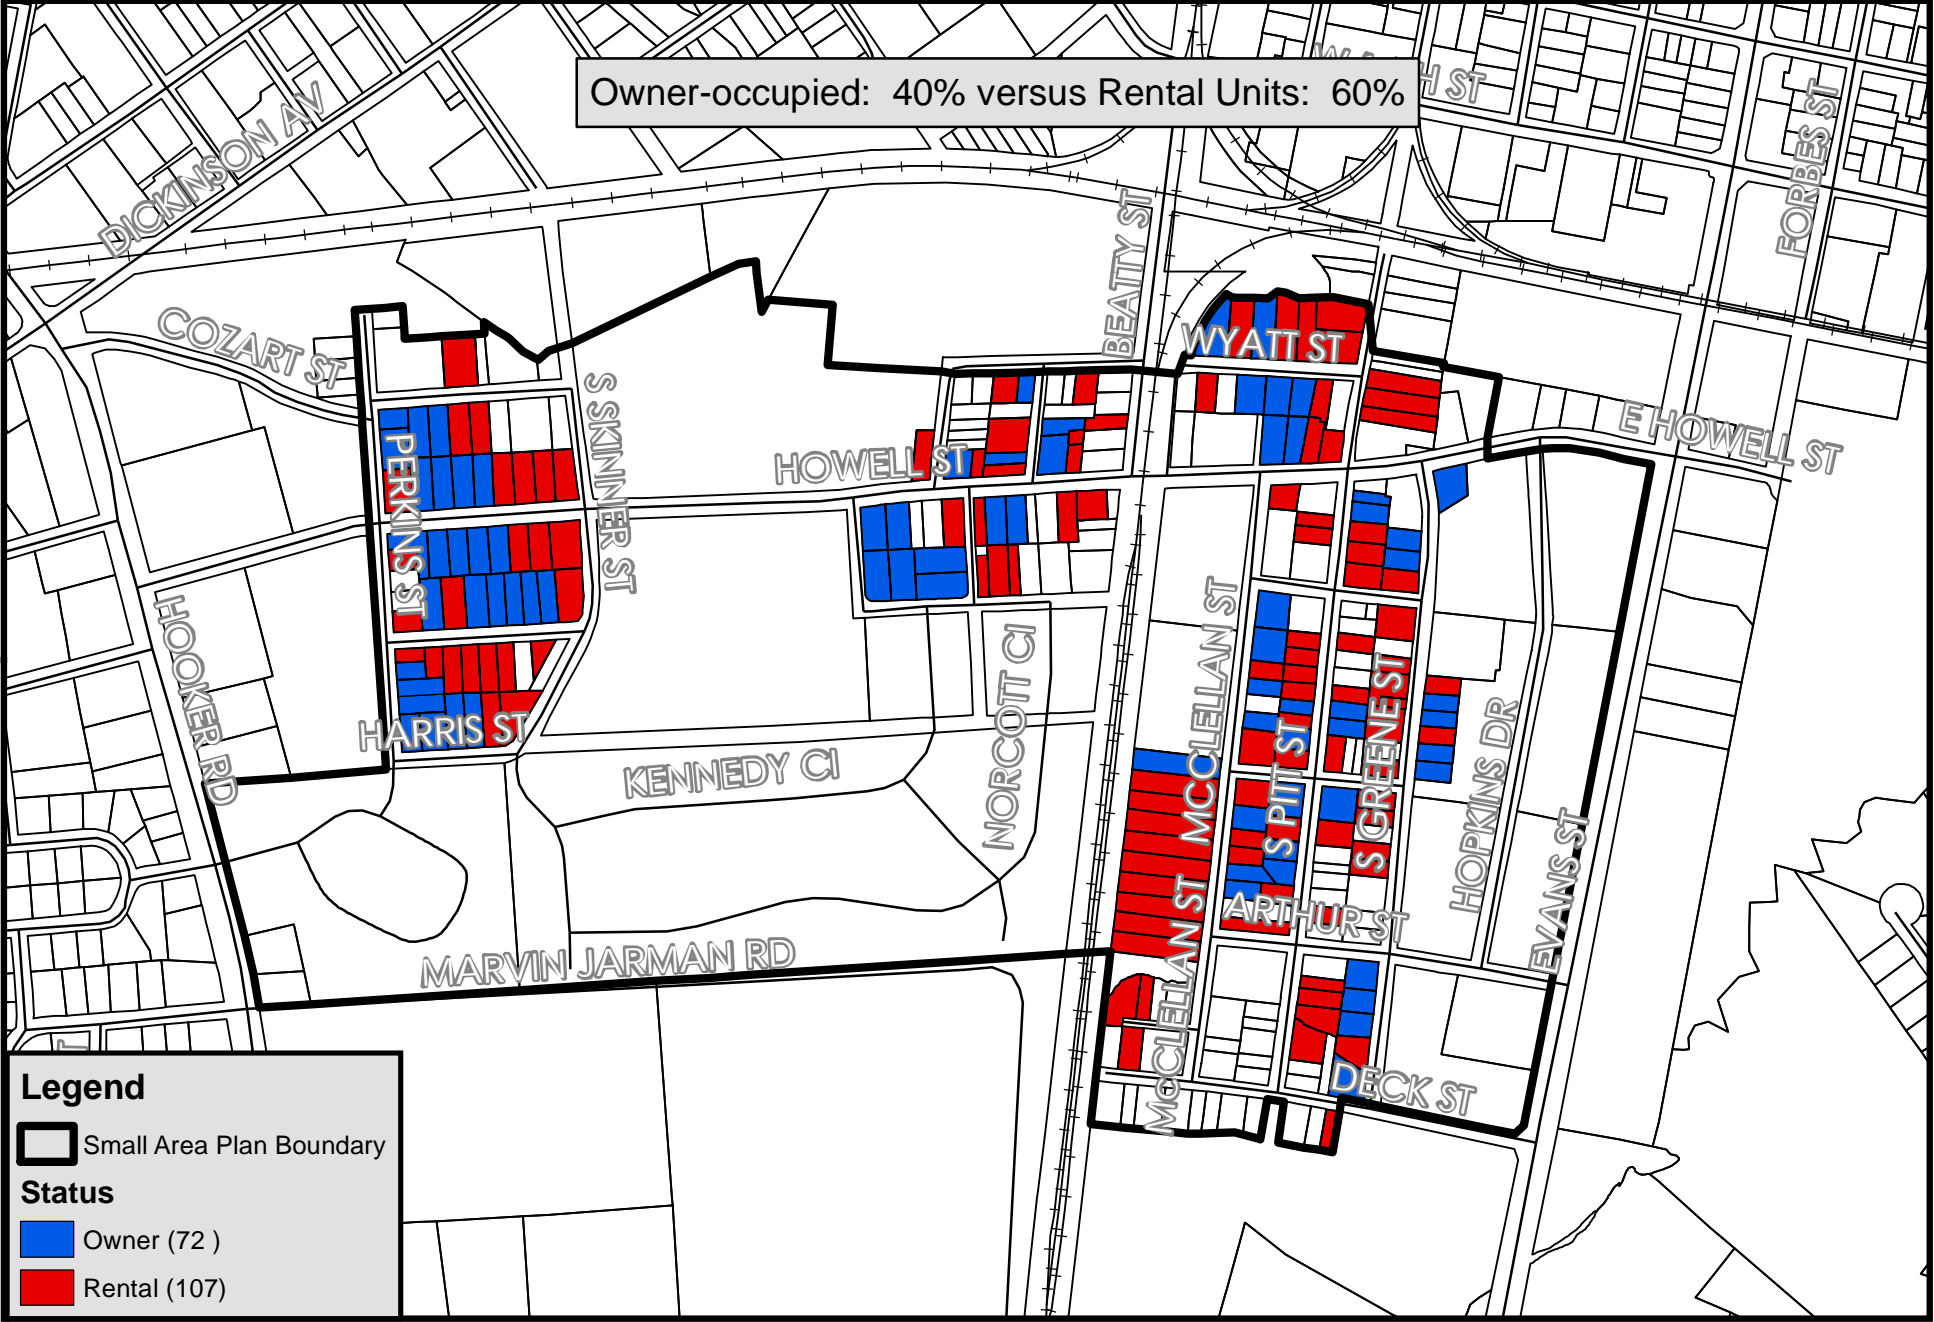 Owner-occupied:  40% versus Rental Units:  60%
FORBES ST
DICKINSON AV
BEATTY ST
COZART ST
WYATT ST
S SKINNER ST
E HOWELL ST
HOWELL ST
PERKINS ST
HOOKER RD
MCCLELLAN ST
NORCOTT CI
S GREENE ST
HOPKINS DR
S PITT ST
HARRIS ST
KENNEDY CI
EVANS ST
ARTHUR ST
MARVIN JARMAN RD
McCLELLAN ST
DECK ST
Legend
Small Area Plan Boundary
Status
Owner (72 )
Rental (107)